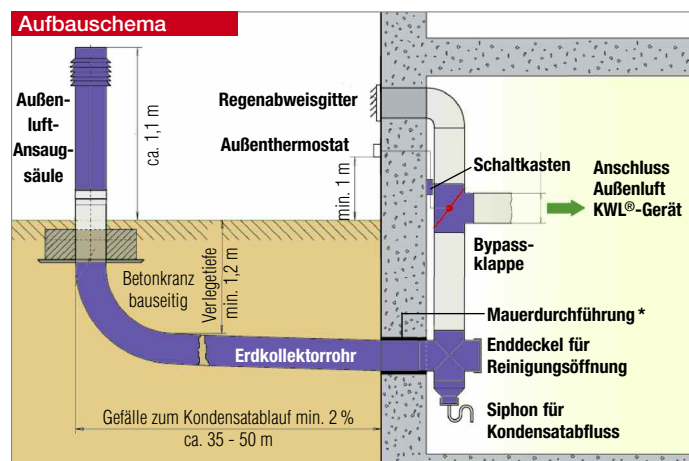 Aufbauschema
Außen-
luft-
Ansaug-
säule
ca. 1,1 m
Regenabweisgitter
Außenthermostat
min. 1 m
Schaltkasten
Anschluss
Außenluft
KWL®-Gerät
Bypass-
klappe
Betonkranz
bauseitig
Verlegetiefe
min. 1,2 m
Mauerdurchführung *
Erdkollektorrohr
Enddeckel für
Reinigungsöffnung
Siphon für
Kondensatabfluss
Gefälle zum Kondensatablauf min. 2 %
ca. 35 - 50 m